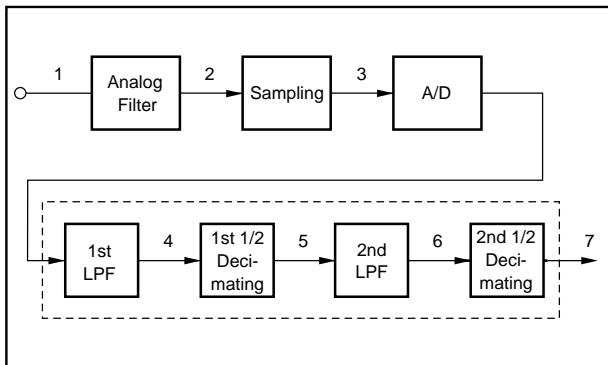 1
Analog
Filter
2
Sampling
3
A/D
1st
LPF
4
1st 1/2
Deci-
mating
5
2nd
LPF
6
2nd 1/2
Deci-
mating
7